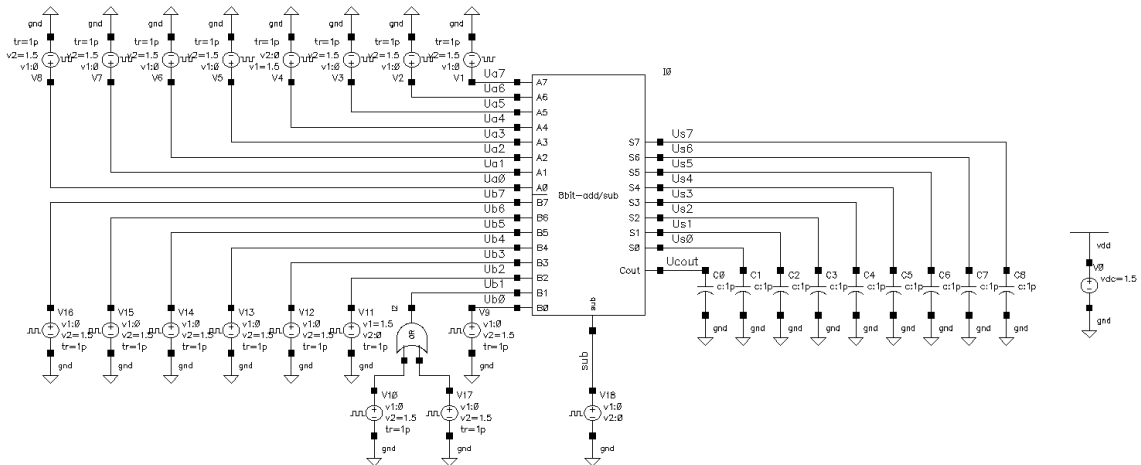 gnd gnd gnd gnd gnd gnd gnd gnd
tr=1p tr=1p tr=1p tr=1p tr=1p tr=1p tr=1p tr=1p
v2=1.5 v2=1.5 v2=1.5 v2=1.5 v2:0 v2=1.5 v2=1.5 v2=1.5
v1:0 v1:0 v1:0 v1:0 v1=1.5 v1:0 v1:0 v1:0
V8 V7 V6 V5 V4 V3 V2 V1
I0
Ua7 A7
Ua6 A6
Ua5 A5
Ua4 A4
Ua3 A3 S7 Us7
Ua2 A2 S6 Us6
Ua1 A1 S5 Us5
Ua0 A0 S4 Us4
8bit-add/sub
Ub7 B7 S3 Us3
Ub6 B6 S2 Us2
Ub5 B5 S1 Us1
Ub4 B4 S0 Us0
Ub3 B3 Cout Ucout
Ub2 B2
Ub1 B1
Ub0 B0
sub
vdd
V0
vdc=1.5
gnd
C0 C1 C2 C3 C4 C5 C6 C7 C8
c:1p c:1p c:1p c:1p c:1p c:1p c:1p c:1p c:1p
gnd gnd gnd gnd gnd gnd gnd gnd gnd
V16 V15 V14 V13 V12 V11 I2 V9
v1:0 v1:0 v1:0 v1:0 v1:0 v1=1.5 v1:0
v2=1.5 v2=1.5 v2=1.5 v2=1.5 v2=1.5 v2:0 v2=1.5
tr=1p tr=1p tr=1p tr=1p tr=1p tr=1p tr=1p
OR
gnd gnd gnd gnd gnd gnd gnd
sub
V10 V17 V18
v1:0 v1:0 v1:0
v2=1.5 v2=1.5 v2:0
tr=1p tr=1p
gnd gnd gnd